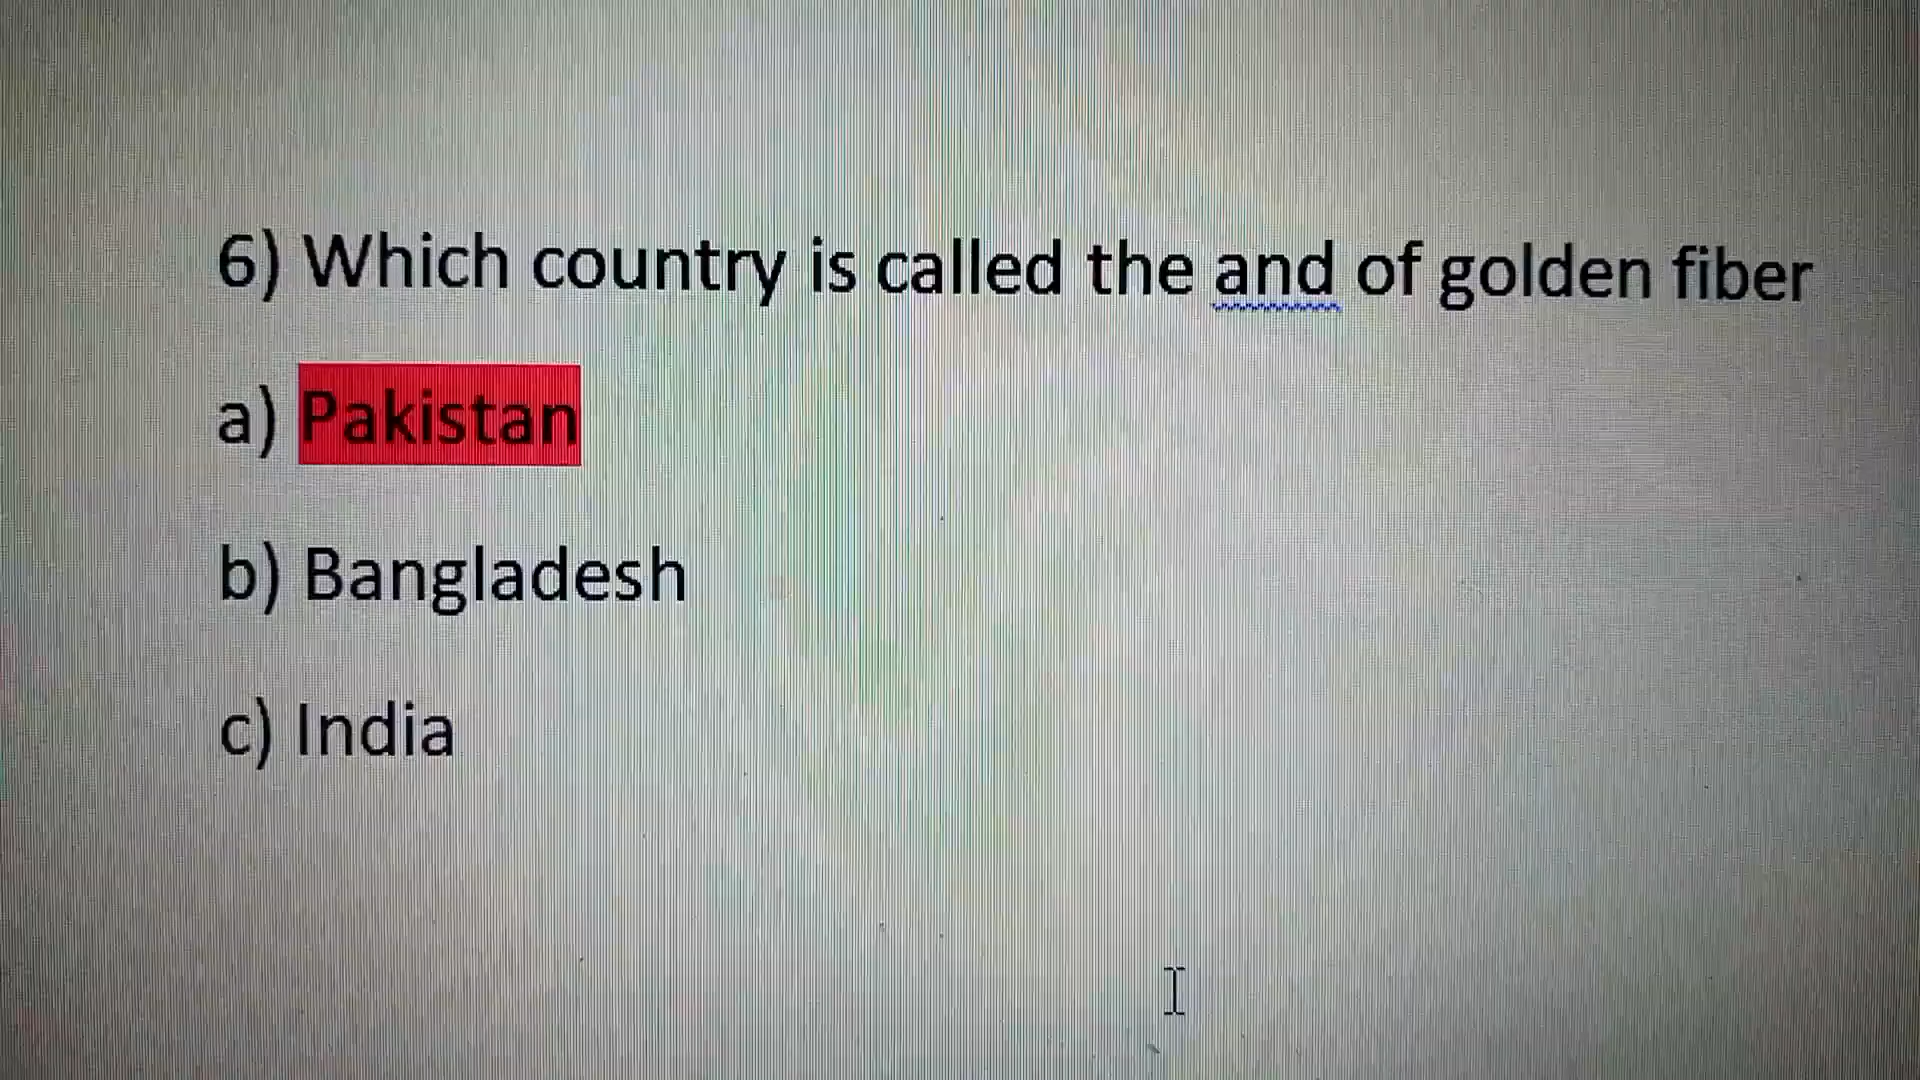 6) Which country is called the and of golden fiber
a) Pakistan
b) Bangladesh
c) India